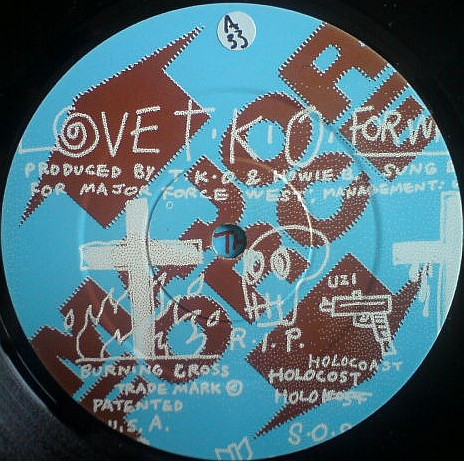 A
33
LOVE T.K.O. FOR
PRODUCED BY T.K.O & HOWIE B. SUNG
FOR MAJOR FORCE WEST. MANAGEMENT:
UZI
R.I.P.
BURNING CROSS
TRADE MARK ©
PATENTED
U.S.A.
HOLOCOAST
HOLOCOST
S.O.